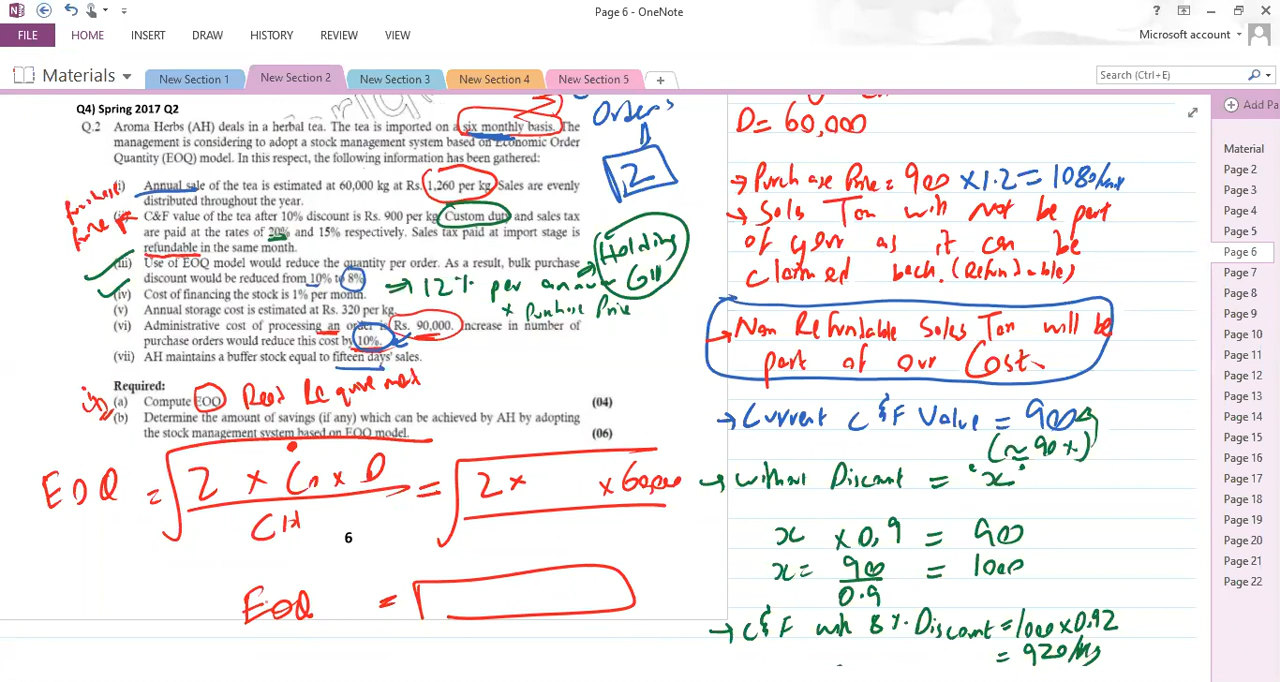 Page 6 - OneNote
FILE HOME INSERT DRAW HISTORY REVIEW VIEW
Microsoft account
Materials New Section 1 New Section 2 New Section 3 New Section 4 New Section 5
Search (Ctrl+E)
Add Pa
Material
Page 2
Page 3
Page 4
Page 5
Page 6
Page 7
Page 8
Page 9
Page 10
Page 11
Page 12
Page 13
Page 14
Page 15
Page 16
Page 17
Page 18
Page 19
Page 20
Page 21
Page 22
Q4) Spring 2017 Q2
Q.2 Aroma Herbs (AH) deals in a herbal tea. The tea is imported on a six monthly basis. The
management is considering to adopt a stock management system based on Economic Order
Quantity (EOQ) model. In this respect, the following information has been gathered:
(i) Annual sale of the tea is estimated at 60,000 kg at Rs. 1,260 per kg. Sales are evenly
distributed throughout the year.
C&F value of the tea after 10% discount is Rs. 900 per kg. Custom duty and sales tax
are paid at the rates of 20% and 15% respectively. Sales tax paid at import stage is
refundable in the same month.
(iii) Use of EOQ model would reduce the quantity per order. As a result, bulk purchase
discount would be reduced from 10% to 8%.
(iv) Cost of financing the stock is 1% per month.
(v) Annual storage cost is estimated at Rs. 320 per kg.
(vi) Administrative cost of processing an order is Rs. 90,000. Increase in number of
purchase orders would reduce this cost by 10%.
(vii) AH maintains a buffer stock equal to fifteen days' sales.
Required:
(a) Compute EOQ (04)
(b) Determine the amount of savings (if any) which can be achieved by AH by adopting
the stock management system based on EOQ model. (06)
6
Purchase
Price
Orders
2
Holding
12% per annum
x Purchase Price
Read Requirement
EOQ = 2 x Co x D = 2 x x 60,000
CH
EOQ =
D = 60,000
Purchase Price = 900 x 1.2 = 1080/unit
Sales Tax will not be part
of your as it can be
claimed back. (Refundable)
Non Refundable Sales Tax will be
part of our Cost
Current C&F Value = 900
(≈ 90%)
without Discount = 'x'
x x 0.9 = 900
x = 900 = 1000
0.9
C&F with 8% Discount = 1000 x 0.92
= 920/kg